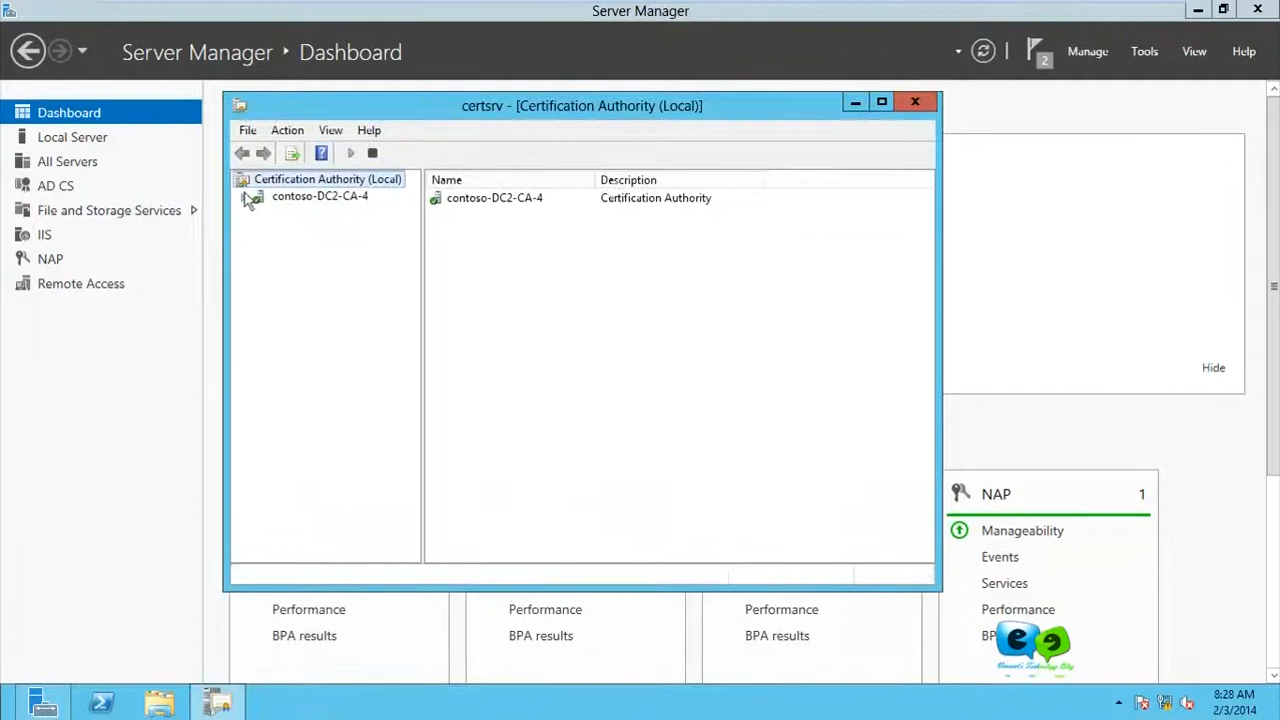 Server Manager
Server Manager
Dashboard
2
Manage
Tools
View
Help
Dashboard
Local Server
All Servers
AD CS
File and Storage Services
IIS
NAP
Remote Access
certsrv - [Certification Authority (Local)]
File
Action
View
Help
Certification Authority (Local)
contoso-DC2-CA-4
Name
Description
contoso-DC2-CA-4
Certification Authority
Hide
NAP
1
Manageability
Events
Services
Performance
Performance
Performance
Performance
BPA results
BPA results
BPA results
8:28 AM
2/3/2014